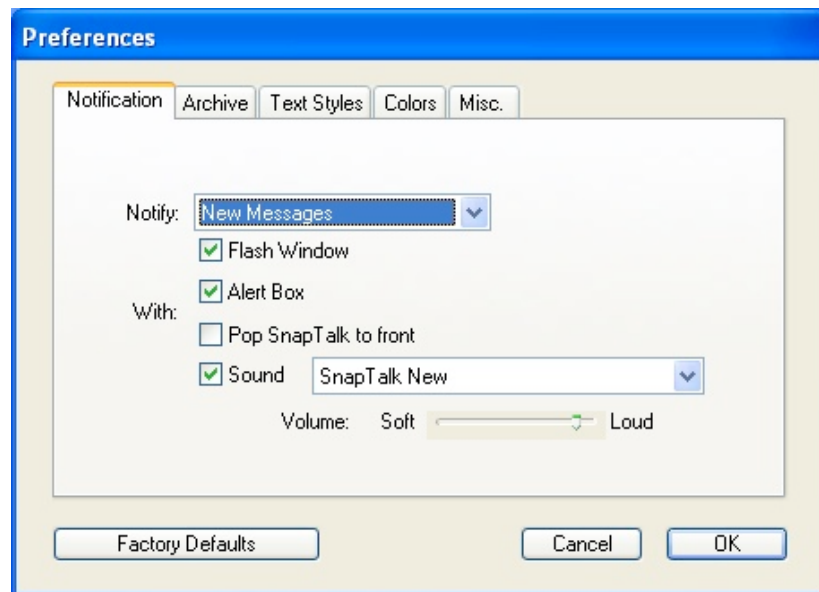 Preferences
Notification Archive Text Styles Colors Misc.
Notify: New Messages
Flash Window
Alert Box
With:
Pop SnapTalk to front
Sound SnapTalk New
Volume: Soft Loud
Factory Defaults Cancel OK